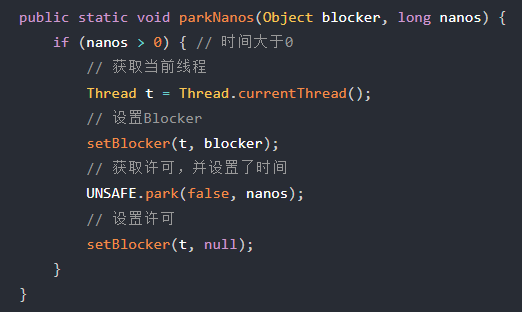 public static void parkNanos(Object blocker, long nanos) {
    if (nanos > 0) { // 时间大于0
        // 获取当前线程
        Thread t = Thread.currentThread();
        // 设置Blocker
        setBlocker(t, blocker);
        // 获取许可，并设置了时间
        UNSAFE.park(false, nanos);
        // 设置许可
        setBlocker(t, null);
    }
}